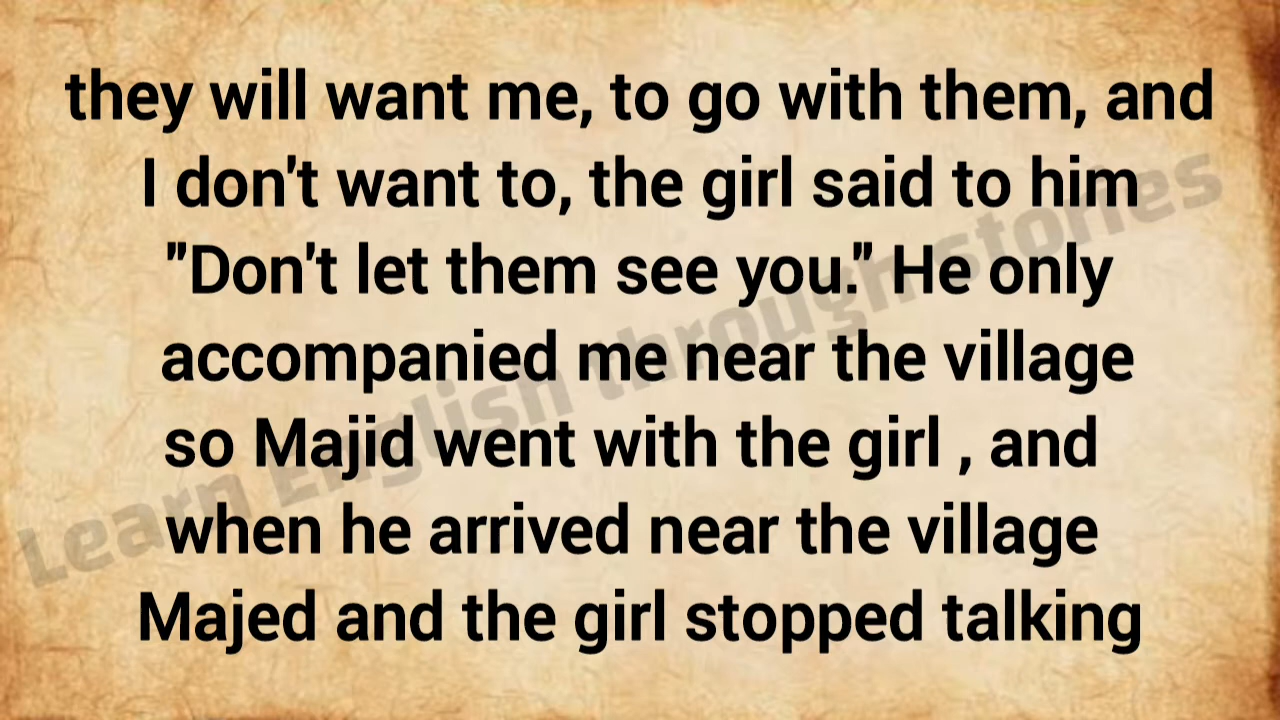 they will want me, to go with them, and
I don't want to, the girl said to him
"Don't let them see you." He only
accompanied me near the village
so Majid went with the girl , and
when he arrived near the village
Majed and the girl stopped talking
Learn English through stories